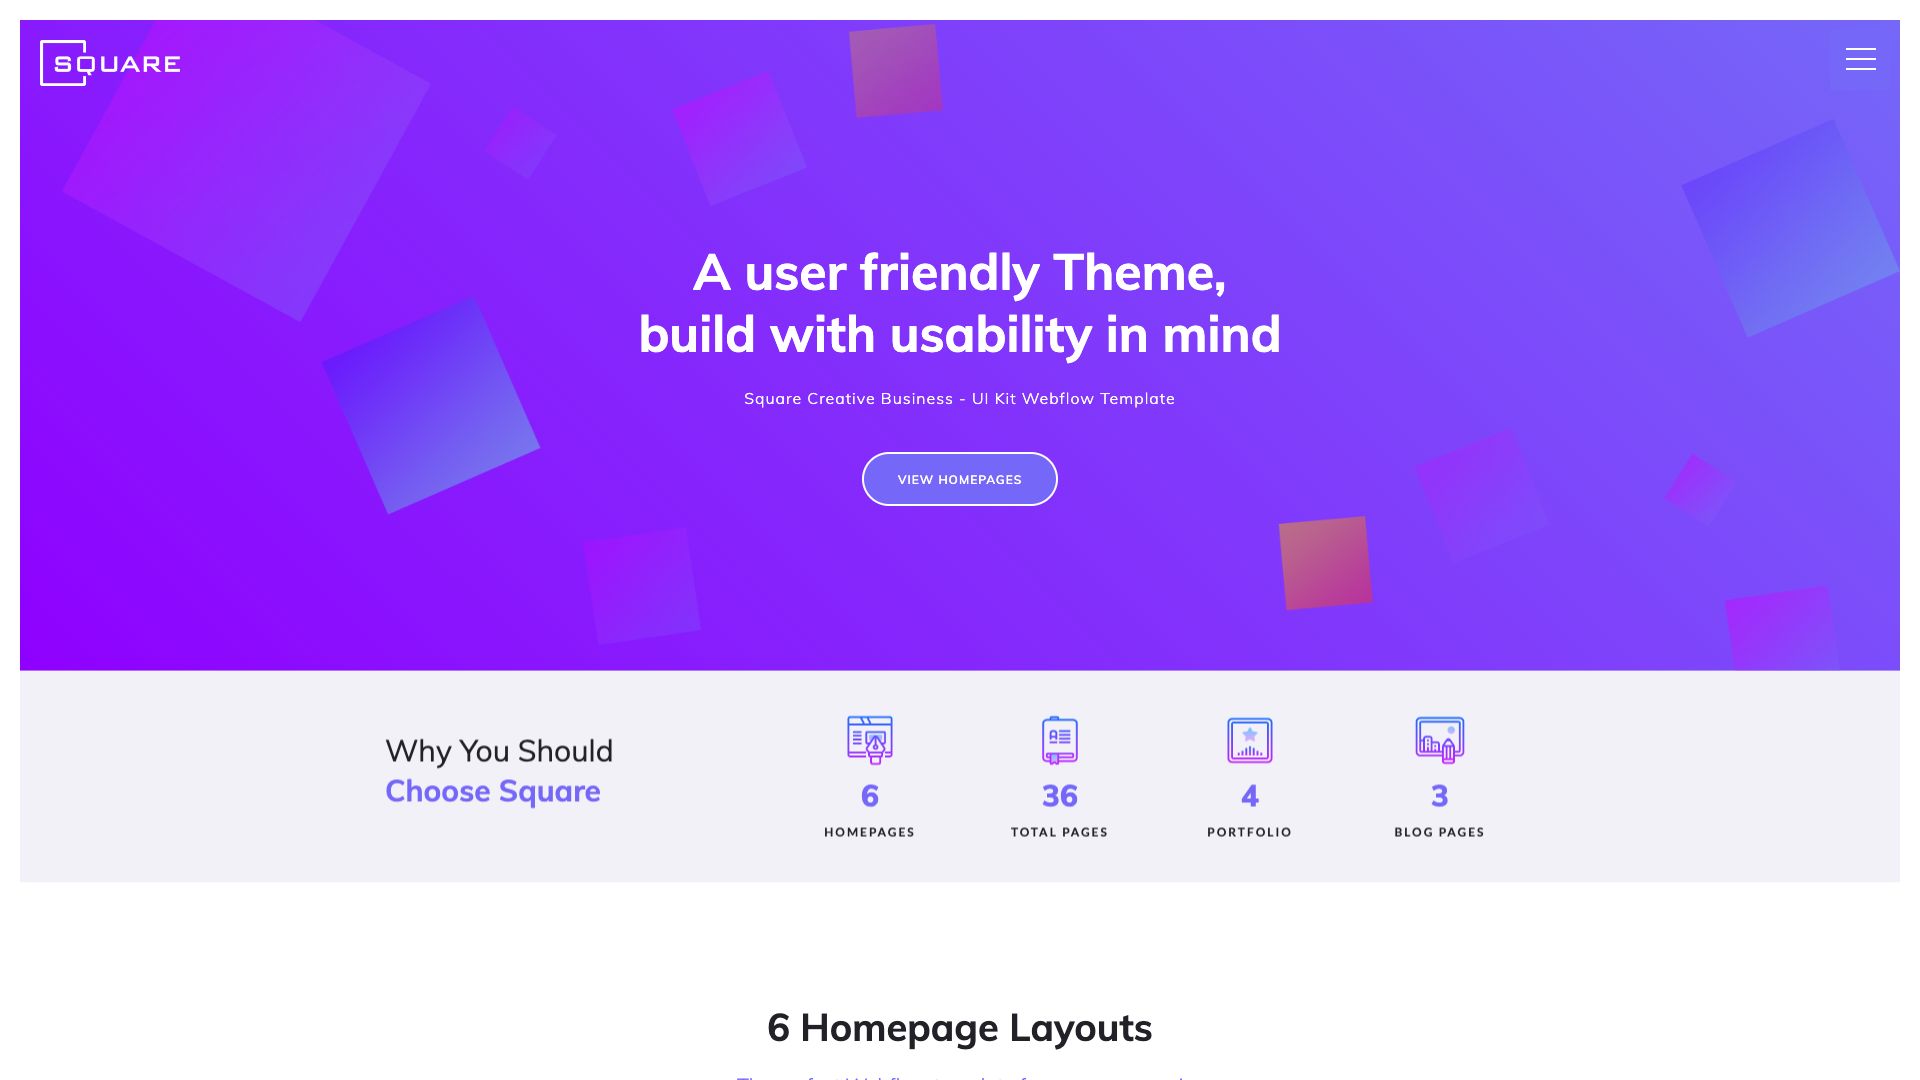 SQUARE
A user friendly Theme,
build with usability in mind
Square Creative Business - UI Kit Webflow Template
VIEW HOMEPAGES
Why You Should
Choose Square
6
HOMEPAGES
36
TOTAL PAGES
4
PORTFOLIO
3
BLOG PAGES
6 Homepage Layouts